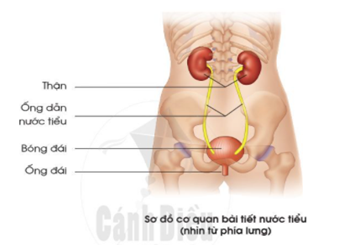 Thận
Ống dẫn
nước tiểu
Bóng đái
Ống đái
Cánh Diều
Sơ đồ cơ quan bài tiết nước tiểu
(nhìn từ phía lưng)